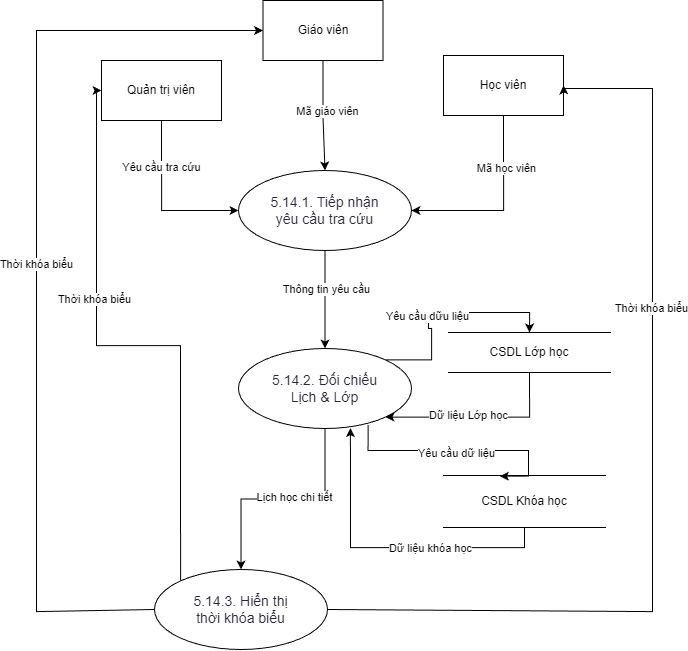 Giáo viên
Quản trị viên
Học viên
Mã giáo viên
Yêu cầu tra cứu
Mã học viên
5.14.1. Tiếp nhận
yêu cầu tra cứu
Thời khóa biểu
Thông tin yêu cầu
Thời khóa biểu
Thời khóa biểu
Yêu cầu dữu liệu
CSDL Lớp học
5.14.2. Đối chiếu
Lịch & Lớp
Dữ liệu Lớp học
Yêu cầu dữ liệu
Lịch học chi tiết
CSDL Khóa học
Dữ liệu khóa học
5.14.3. Hiển thị
thời khóa biểu